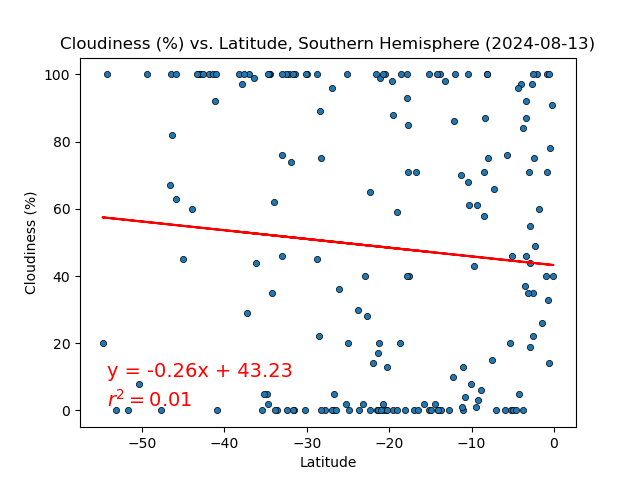 Cloudiness (%) vs. Latitude, Southern Hemisphere (2024-08-13)
100
80
60
40
20
0
Cloudiness (%)
y = -0.26x + 43.23
r² = 0.01
−50 −40 −30 −20 −10 0
Latitude